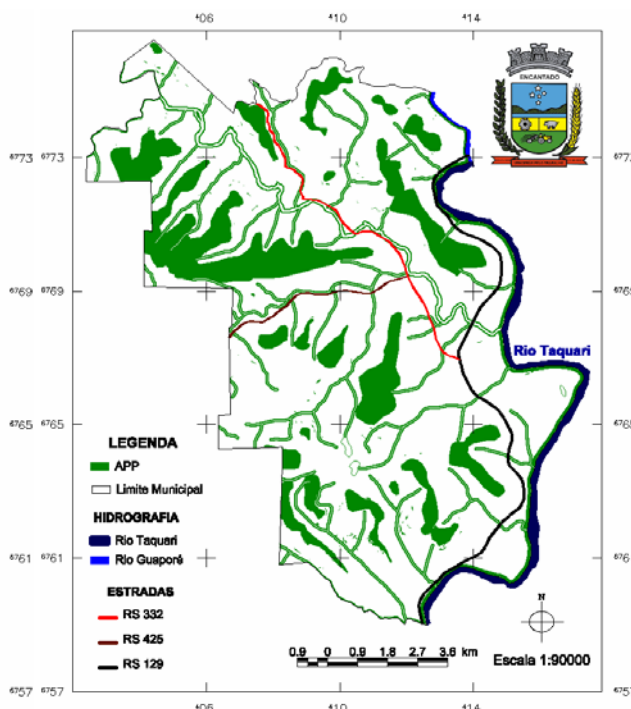 406 410 414
ENCANTADO
6773 6773
6769 6769
Rio Taquari
6765 6765
LEGENDA
APP
Limite Municipal
HIDROGRAFIA
Rio Taquari
Rio Guaporé
6761 6761
ESTRADAS
RS 332
RS 425
RS 129
N
0.9 0 0.9 1.8 2.7 3.6 km
Escala 1:90000
6757 6757
406 410 414